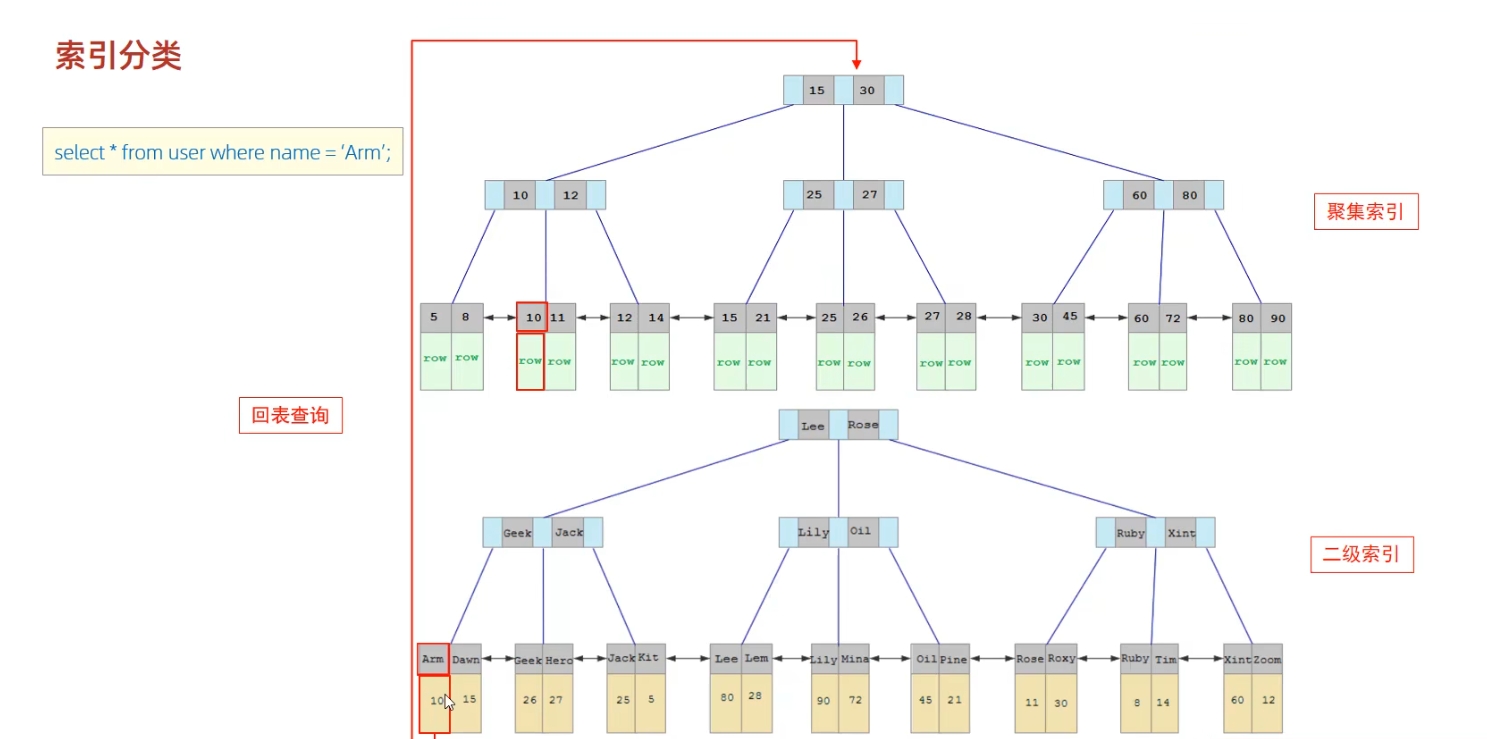 索引分类
select * from user where name = ‘Arm’;
15 30
10 12 25 27 60 80
聚集索引
5 8 10 11 12 14 15 21 25 26 27 28 30 45 60 72 80 90
row row row row row row row row row row row row row row row row row row
回表查询
Lee Rose
Geek Jack Lily Oil Ruby Xint
二级索引
Arm Dawn Geek Hero Jack Kit Lee Lem Lily Mina Oil Pine Rose Roxy Ruby Tim Xint Zoom
10 15 26 27 25 5 80 28 90 72 45 21 11 30 8 14 60 12